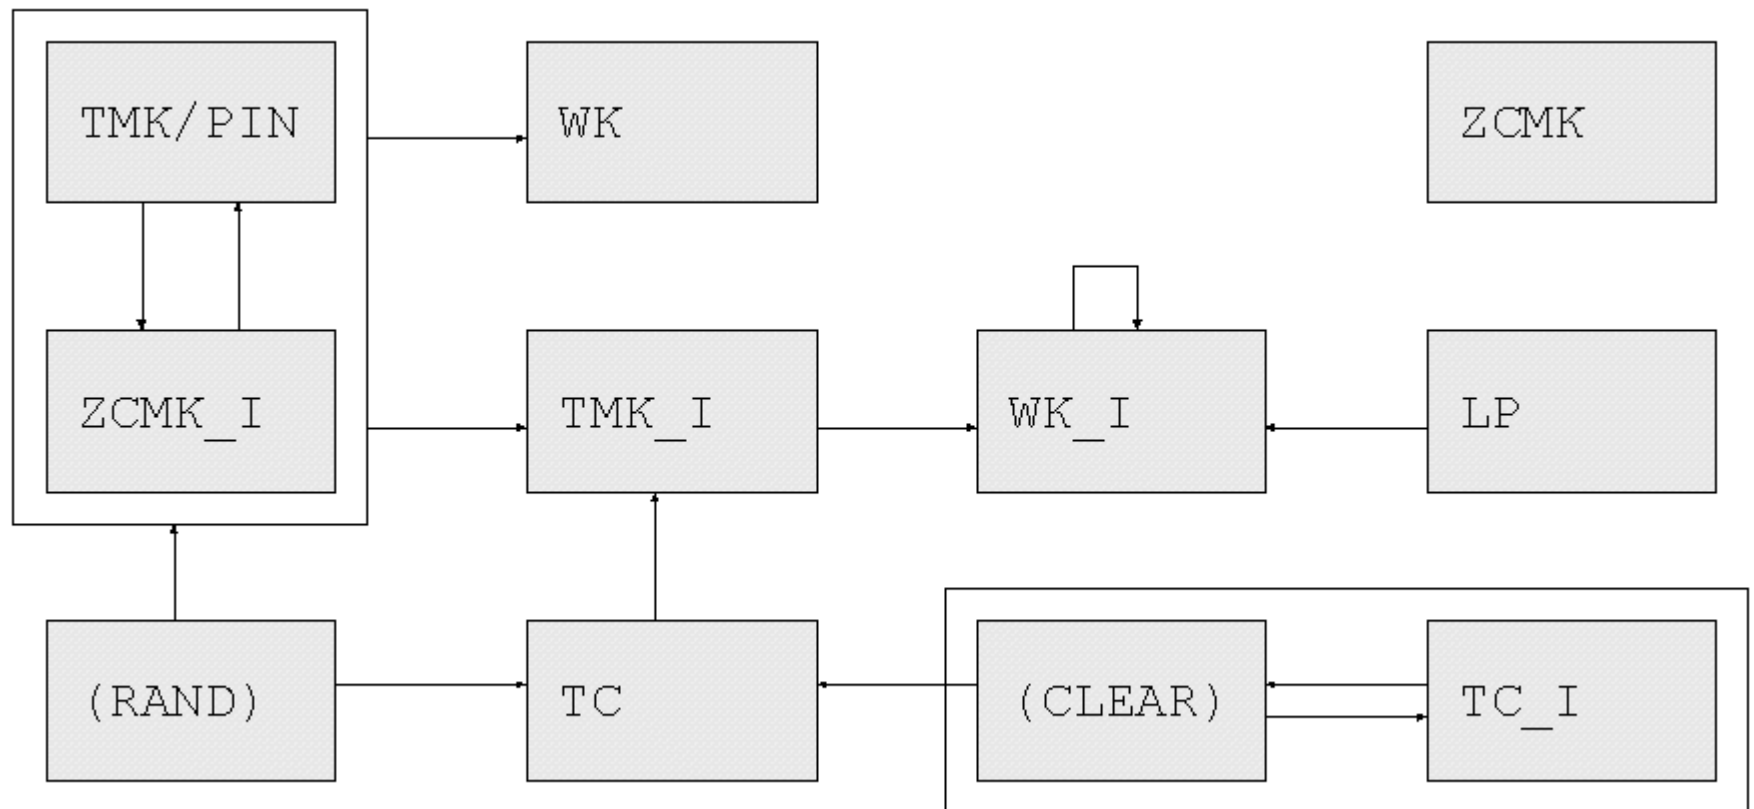 TMK/PIN
WK
ZCMK
ZCMK_I
TMK_I
WK_I
LP
(RAND)
TC
(CLEAR)
TC_I